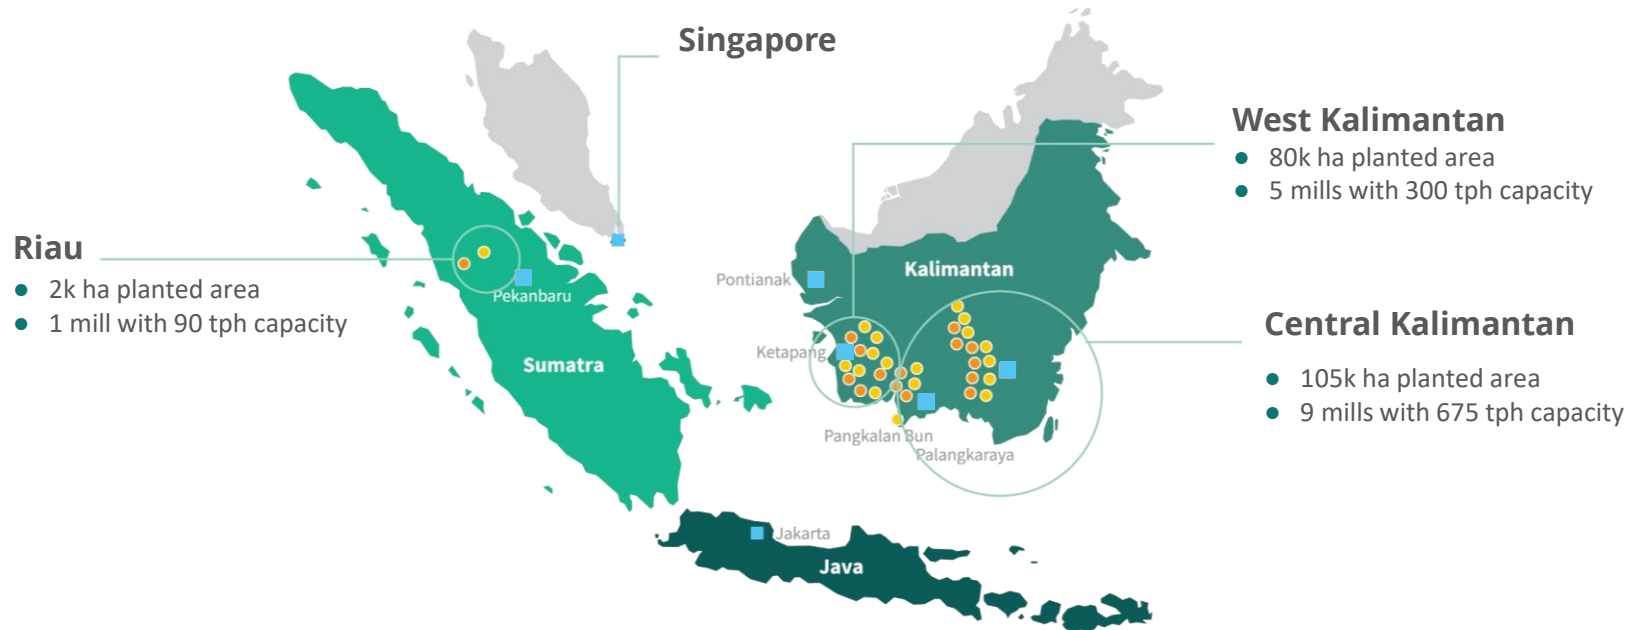 Singapore
West Kalimantan
● 80k ha planted area
● 5 mills with 300 tph capacity
Riau
● 2k ha planted area
● 1 mill with 90 tph capacity
Pekanbaru
Sumatra
Pontianak
Kalimantan
Ketapang
Pangkalan Bun
Palangkaraya
Central Kalimantan
● 105k ha planted area
● 9 mills with 675 tph capacity
Jakarta
Java